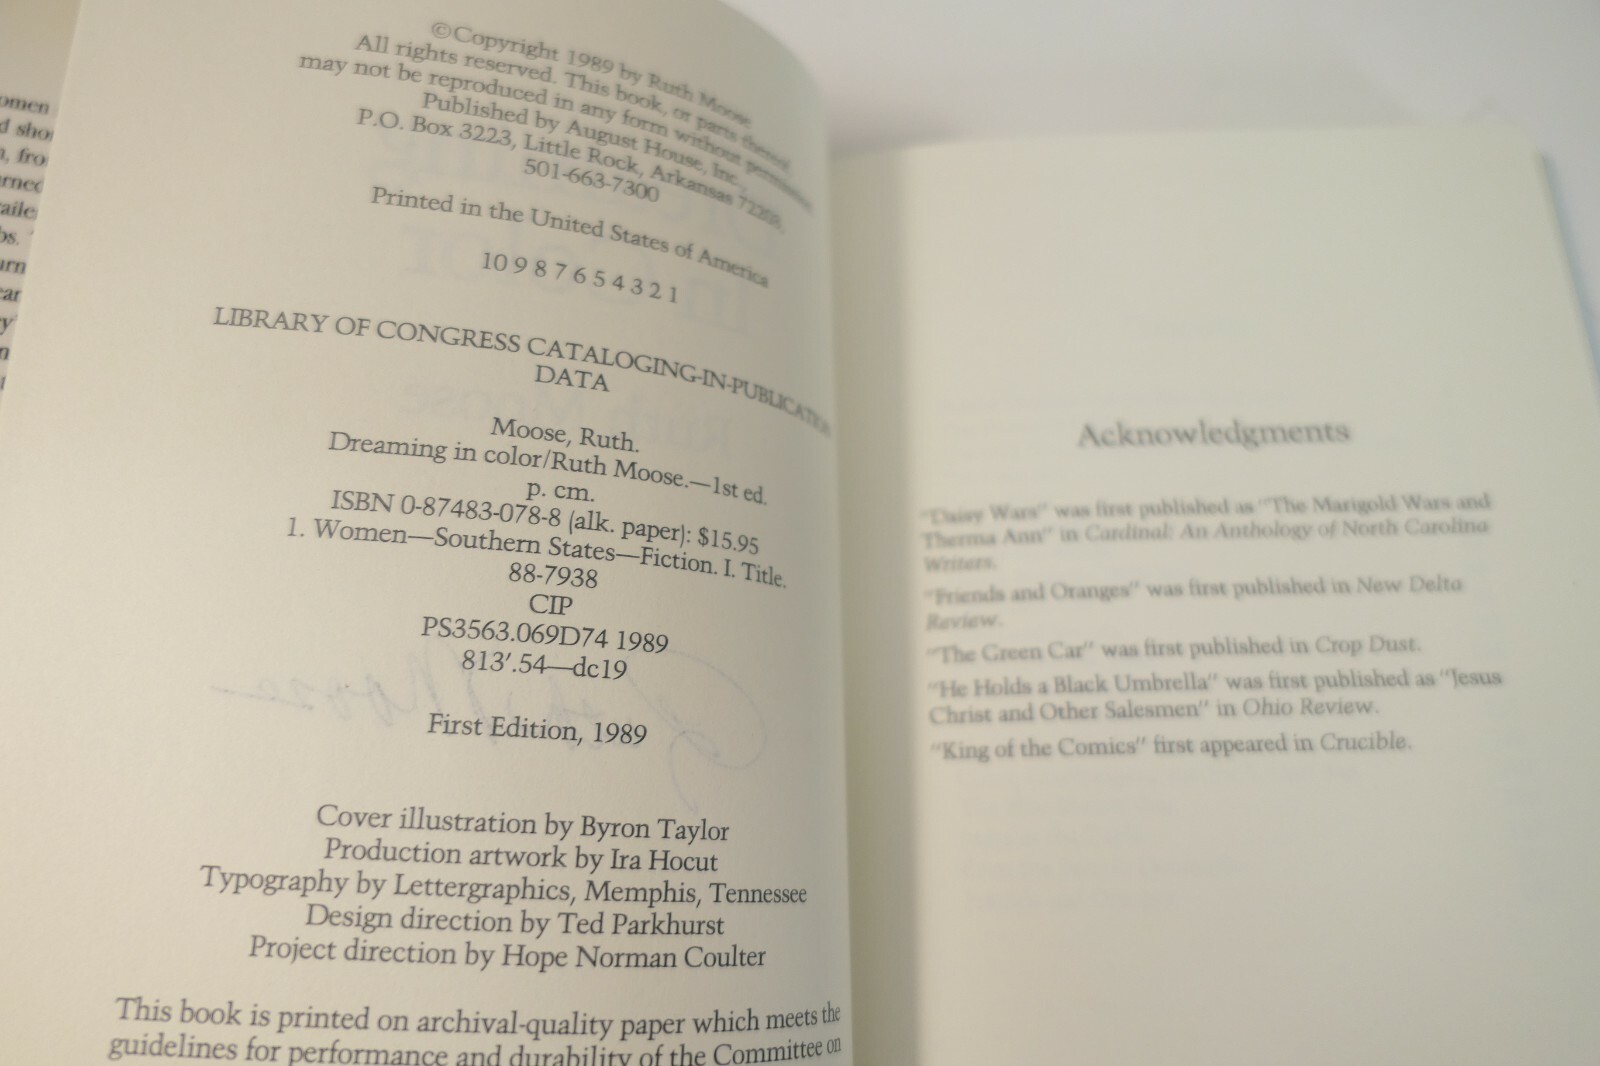 ©Copyright 1989 by Ruth Moose
All rights reserved. This book, or parts thereof
may not be reproduced in any form without permission
Published by August House, Inc.,
P.O. Box 3223, Little Rock, Arkansas 72203,
501-663-7300
Printed in the United States of America
10 9 8 7 6 5 4 3 2 1
LIBRARY OF CONGRESS CATALOGING-IN-PUBLICATION
DATA
Moose, Ruth.
Dreaming in color/Ruth Moose.—1st ed.
p. cm.
ISBN 0-87483-078-8 (alk. paper): $15.95
1. Women—Southern States—Fiction. I. Title.
88-7938
CIP
PS3563.069D74 1989
813'.54—dc19
First Edition, 1989
Cover illustration by Byron Taylor
Production artwork by Ira Hocut
Typography by Lettergraphics, Memphis, Tennessee
Design direction by Ted Parkhurst
Project direction by Hope Norman Coulter
This book is printed on archival-quality paper which meets the
guidelines for performance and durability of the Committee on
Acknowledgments
"Daisy Wars" was first published as "The Marigold Wars and
Therma Ann" in Cardinal: An Anthology of North Carolina
Writers.
"Friends and Oranges" was first published in New Delta
Review.
"The Green Car" was first published in Crop Dust.
"He Holds a Black Umbrella" was first published as "Jesus
Christ and Other Salesmen" in Ohio Review.
"King of the Comics" first appeared in Crucible.